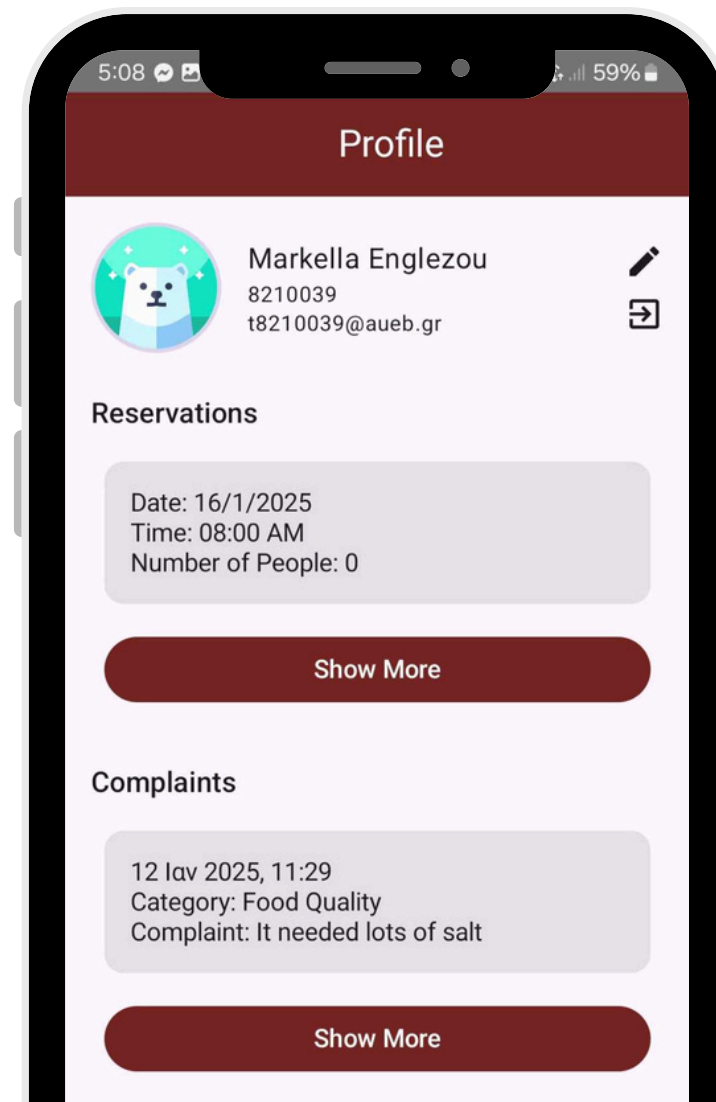 5:08 59%
Profile
Markella Englezou
8210039
t8210039@aueb.gr
Reservations
Date: 16/1/2025
Time: 08:00 AM
Number of People: 0
Show More
Complaints
12 Ιαν 2025, 11:29
Category: Food Quality
Complaint: It needed lots of salt
Show More